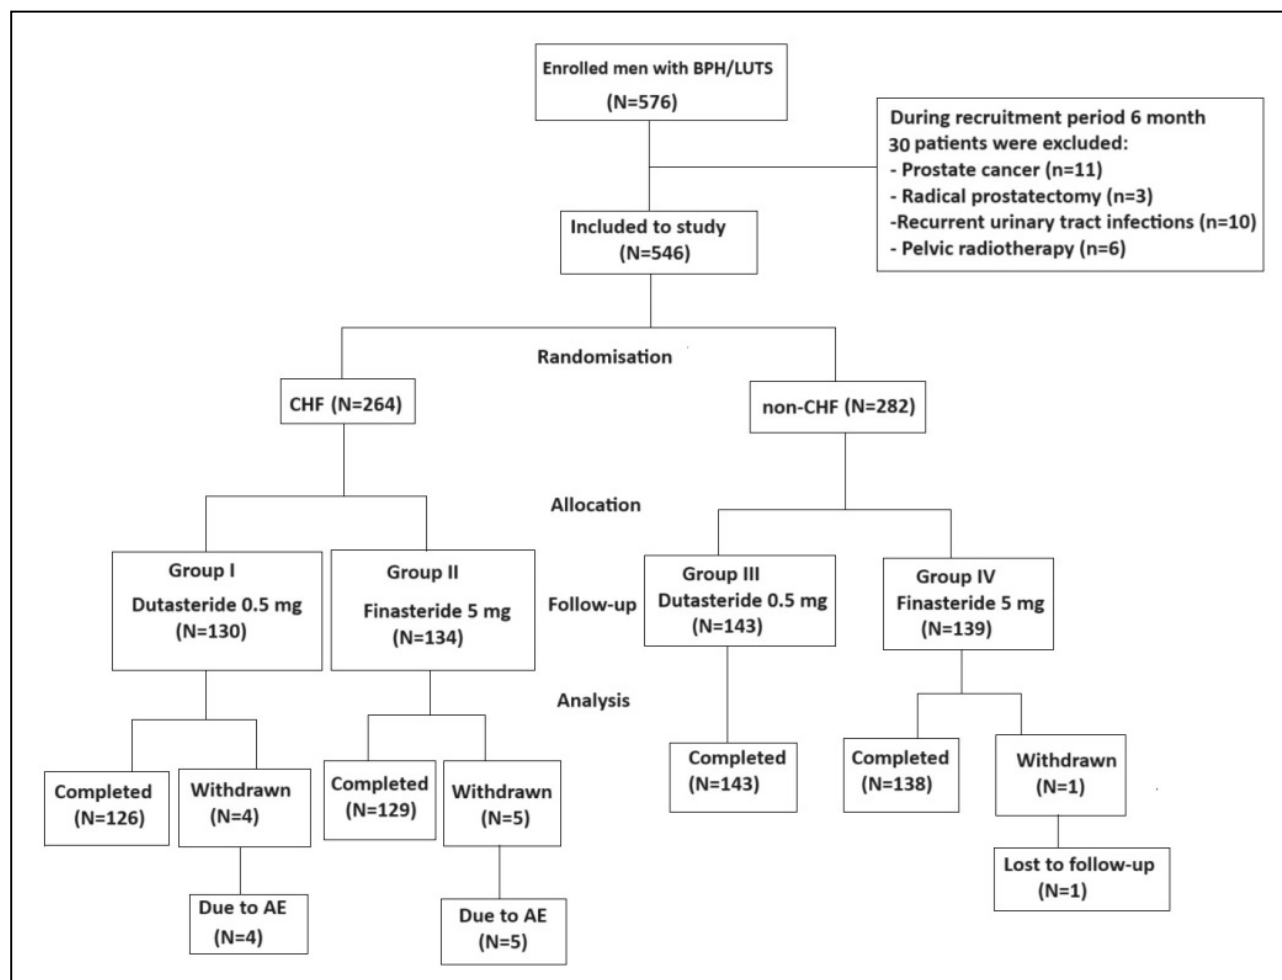 Enrolled men with BPH/LUTS
(N=576)
During recruitment period 6 month
30 patients were excluded:
- Prostate cancer (n=11)
- Radical prostatectomy (n=3)
-Recurrent urinary tract infections (n=10)
- Pelvic radiotherapy (n=6)
Included to study
(N=546)
Randomisation
CHF (N=264)
non-CHF (N=282)
Allocation
Group I
Dutasteride 0.5 mg
(N=130)
Group II
Finasteride 5 mg
(N=134)
Follow-up
Group III
Dutasteride 0.5 mg
(N=143)
Group IV
Finasteride 5 mg
(N=139)
Analysis
Completed
(N=126)
Withdrawn
(N=4)
Completed
(N=129)
Withdrawn
(N=5)
Completed
(N=143)
Completed
(N=138)
Withdrawn
(N=1)
Due to AE
(N=4)
Due to AE
(N=5)
Lost to follow-up
(N=1)